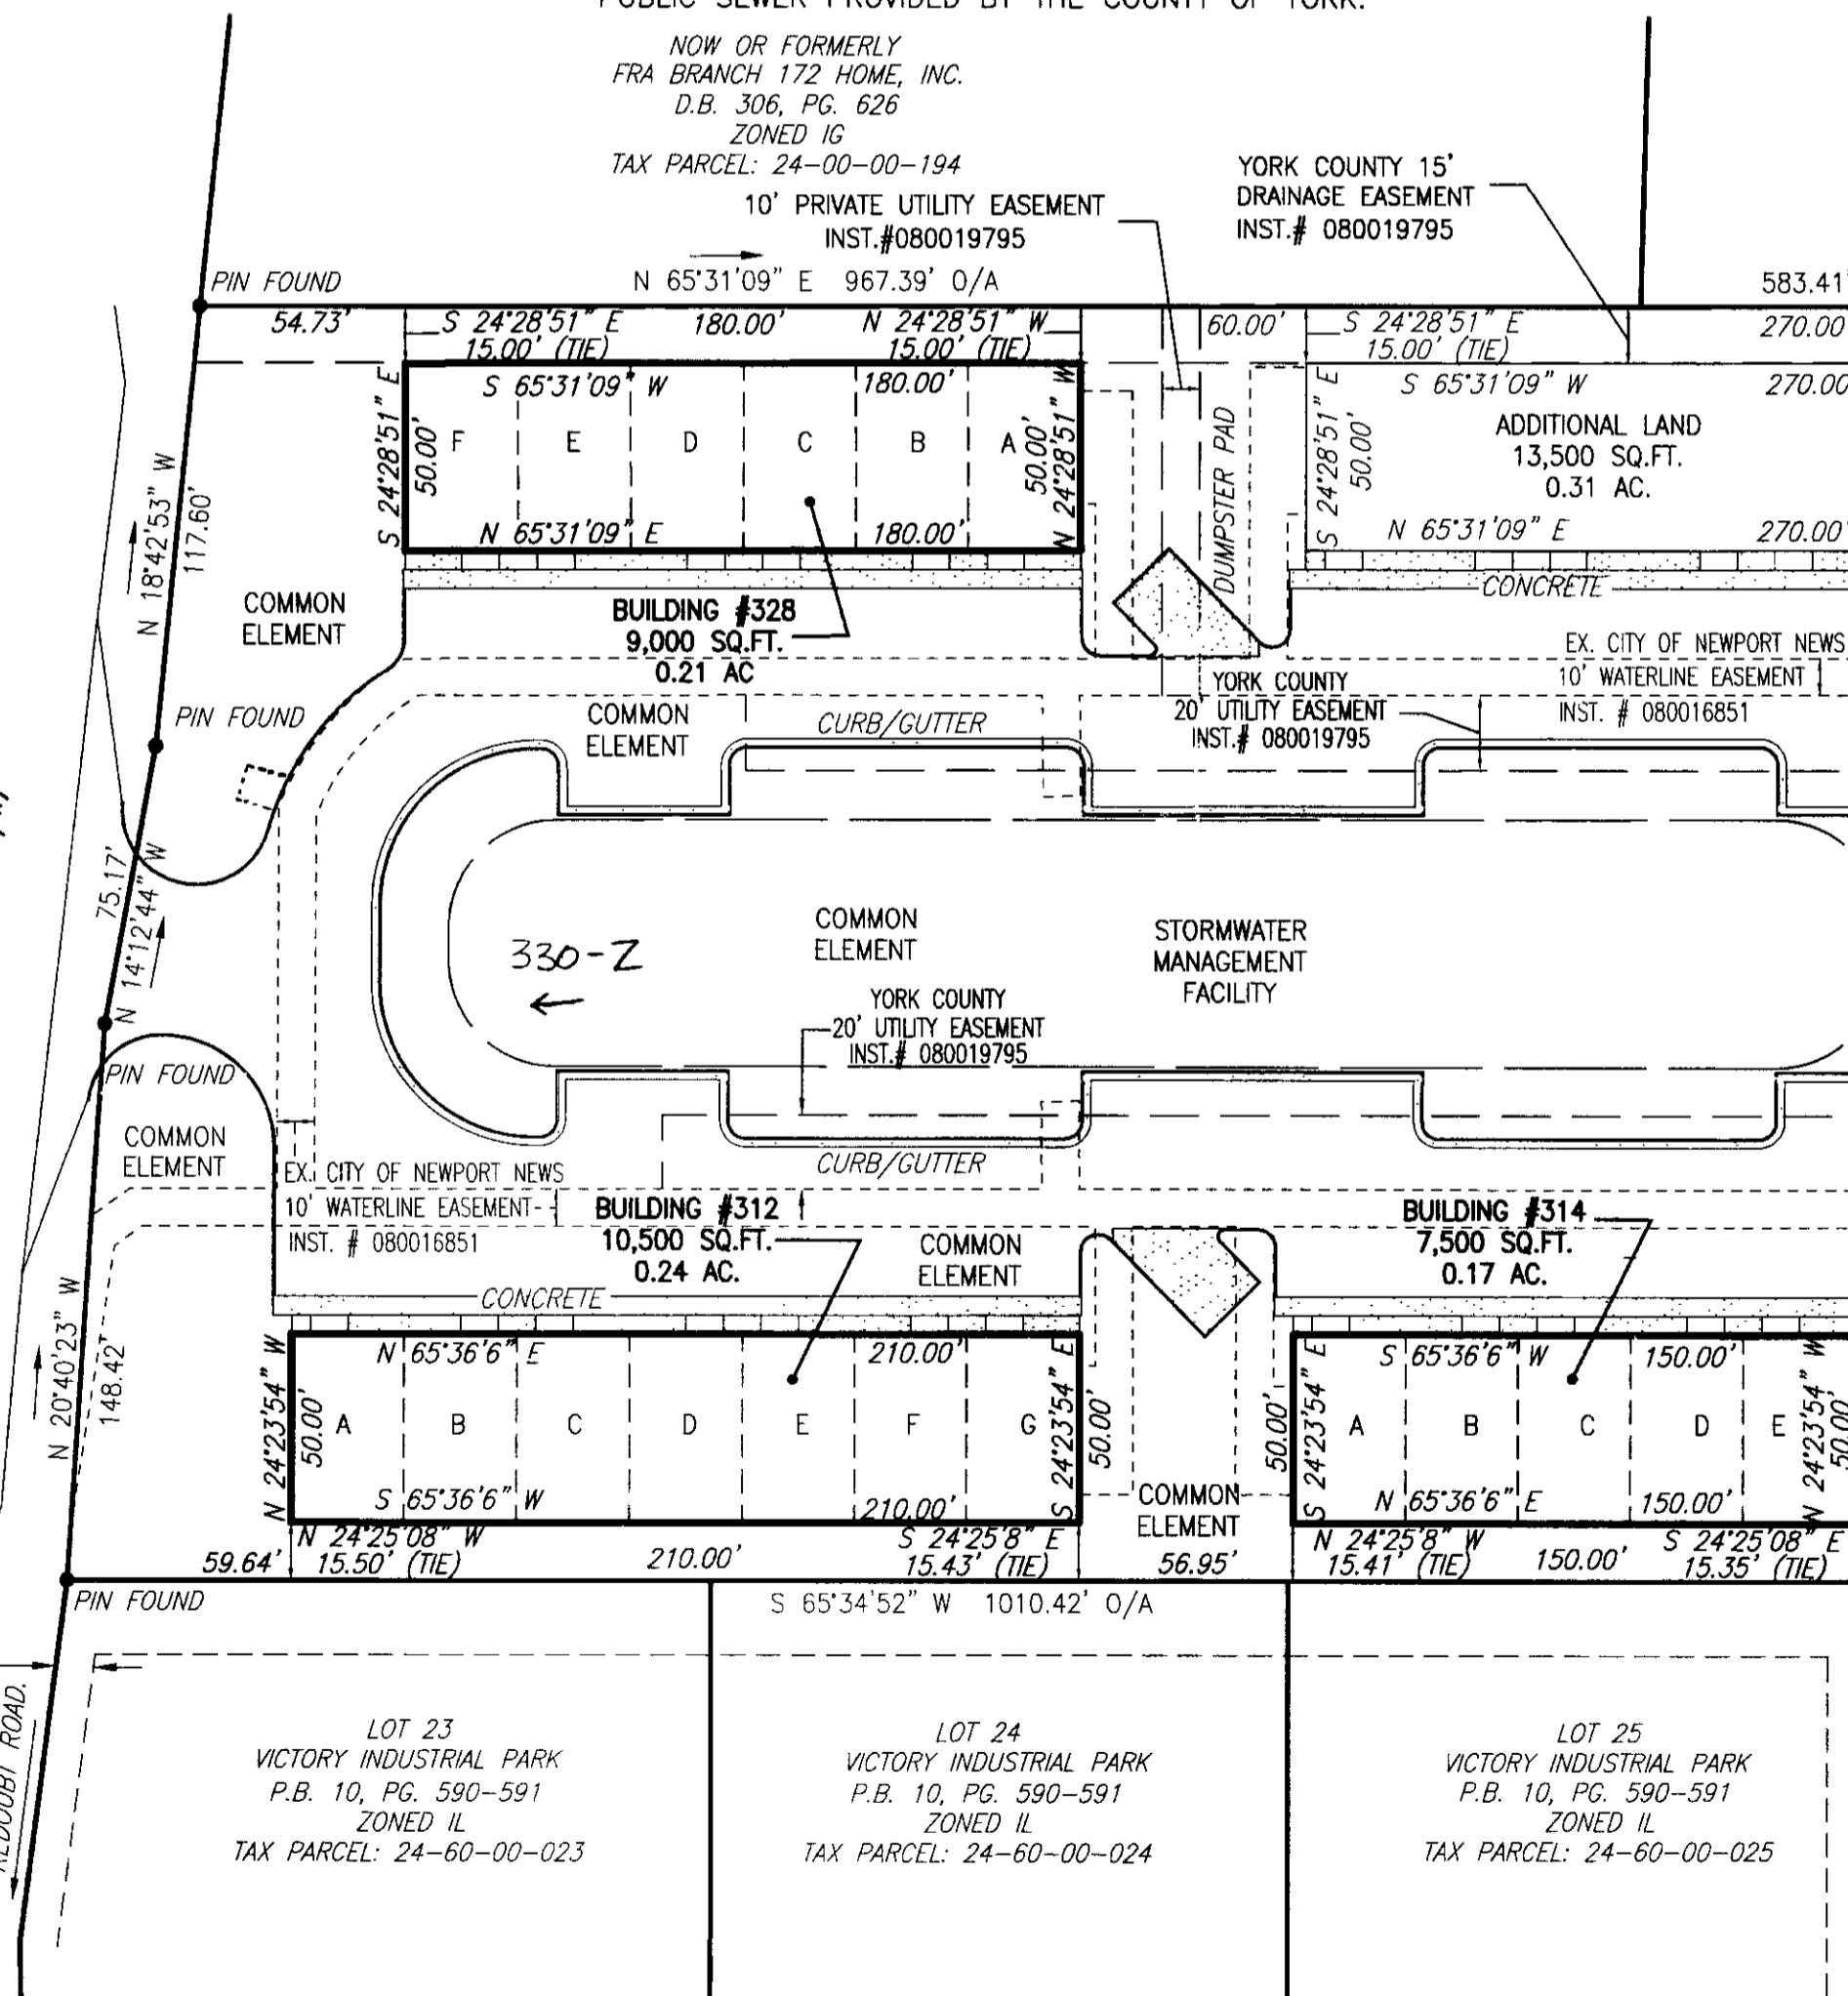 PUBLIC SEWER PROVIDED BY THE COUNTY OF YORK.
NOW OR FORMERLY
FRA BRANCH 172 HOME, INC.
D.B. 306, PG. 626
ZONED IG
TAX PARCEL: 24-00-00-194
10' PRIVATE UTILITY EASEMENT
INST.#080019795
YORK COUNTY 15'
DRAINAGE EASEMENT
INST.# 080019795
PIN FOUND
N 65°31'09" E 967.39' O/A
583.41'
54.73'
S 24°28'51" E
15.00' (TIE)
180.00'
N 24°28'51" W
15.00' (TIE)
60.00'
S 24°28'51" E
15.00' (TIE)
270.00'
S 24°28'51" E
50.00'
S 65°31'09" W
180.00'
F E D C B A
N 65°31'09" E
180.00'
50.00'
N 24°28'51" W
DUMPSTER PAD
S 24°28'51" E
50.00'
S 65°31'09" W
270.00'
ADDITIONAL LAND
13,500 SQ.FT.
0.31 AC.
N 65°31'09" E
270.00'
N 18°42'53" W
117.60'
COMMON
ELEMENT
BUILDING #328
9,000 SQ.FT.
0.21 AC
CONCRETE
EX. CITY OF NEWPORT NEWS
10' WATERLINE EASEMENT
INST. # 080016851
YORK COUNTY
20' UTILITY EASEMENT
INST.# 080019795
PIN FOUND
COMMON
ELEMENT
CURB/GUTTER
75.17'
N 14°12'44" W
330-Z
COMMON
ELEMENT
STORMWATER
MANAGEMENT
FACILITY
YORK COUNTY
20' UTILITY EASEMENT
INST.# 080019795
PIN FOUND
COMMON
ELEMENT
CURB/GUTTER
EX. CITY OF NEWPORT NEWS
10' WATERLINE EASEMENT
INST. # 080016851
BUILDING #312
10,500 SQ.FT.
0.24 AC.
COMMON
ELEMENT
BUILDING #314
7,500 SQ.FT.
0.17 AC.
CONCRETE
N 20°40'23" W
148.42'
N 24°23'54" W
50.00'
N 65°36'6" E
210.00'
A B C D E F G
S 65°36'6" W
210.00'
S 24°23'54" E
50.00'
COMMON
ELEMENT
50.00'
S 24°23'54" E
S 65°36'6" W
150.00'
A B C D E
N 65°36'6" E
150.00'
N 24°23'54" W
50.00'
59.64'
N 24°25'08" W
15.50' (TIE)
210.00'
S 24°25'8" E
15.43' (TIE)
56.95'
N 24°25'8" W
15.41' (TIE)
150.00'
S 24°25'08" E
15.35' (TIE)
PIN FOUND
S 65°34'52" W 1010.42' O/A
ROAD.
LOT 23
VICTORY INDUSTRIAL PARK
P.B. 10, PG. 590-591
ZONED IL
TAX PARCEL: 24-60-00-023
LOT 24
VICTORY INDUSTRIAL PARK
P.B. 10, PG. 590-591
ZONED IL
TAX PARCEL: 24-60-00-024
LOT 25
VICTORY INDUSTRIAL PARK
P.B. 10, PG. 590-591
ZONED IL
TAX PARCEL: 24-60-00-025